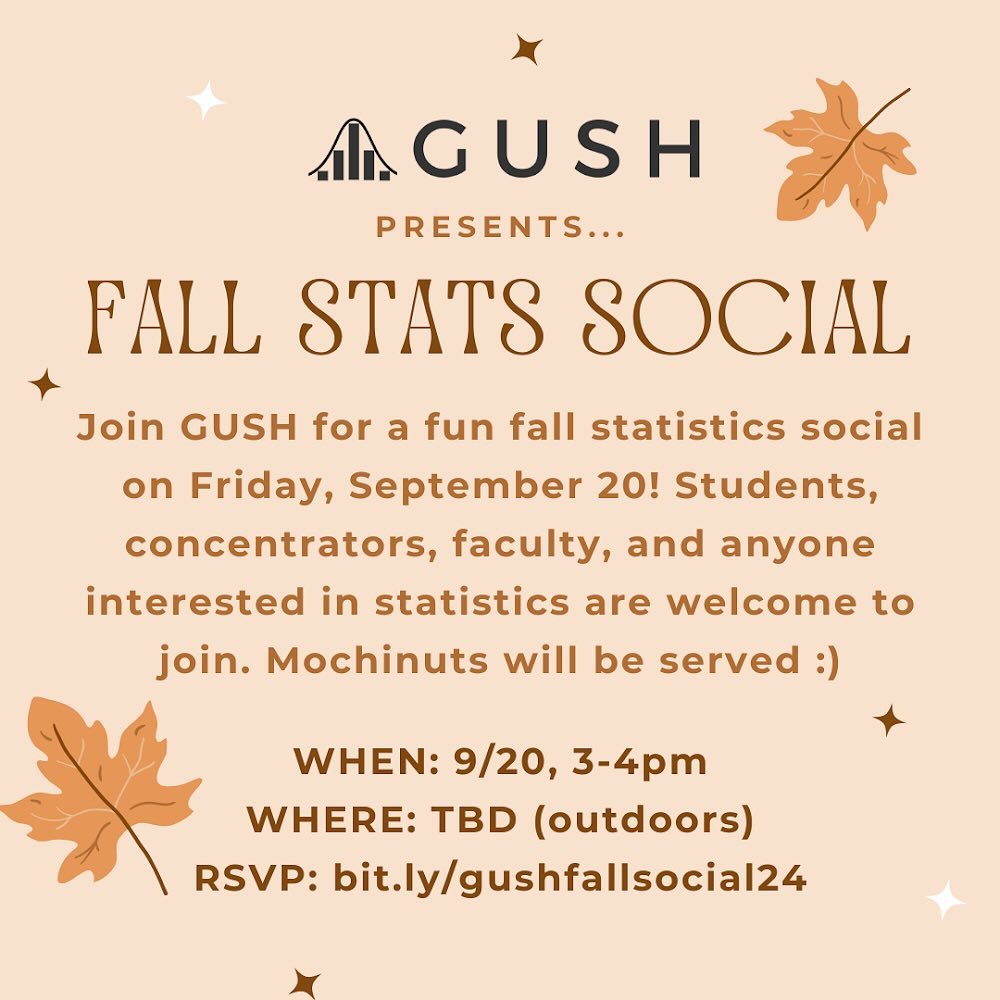 GUSH
PRESENTS...
FALL STATS SOCIAL
Join GUSH for a fun fall statistics social
on Friday, September 20! Students,
concentrators, faculty, and anyone
interested in statistics are welcome to
join. Mochinuts will be served :)
WHEN: 9/20, 3-4pm
WHERE: TBD (outdoors)
RSVP: bit.ly/gushfallsocial24